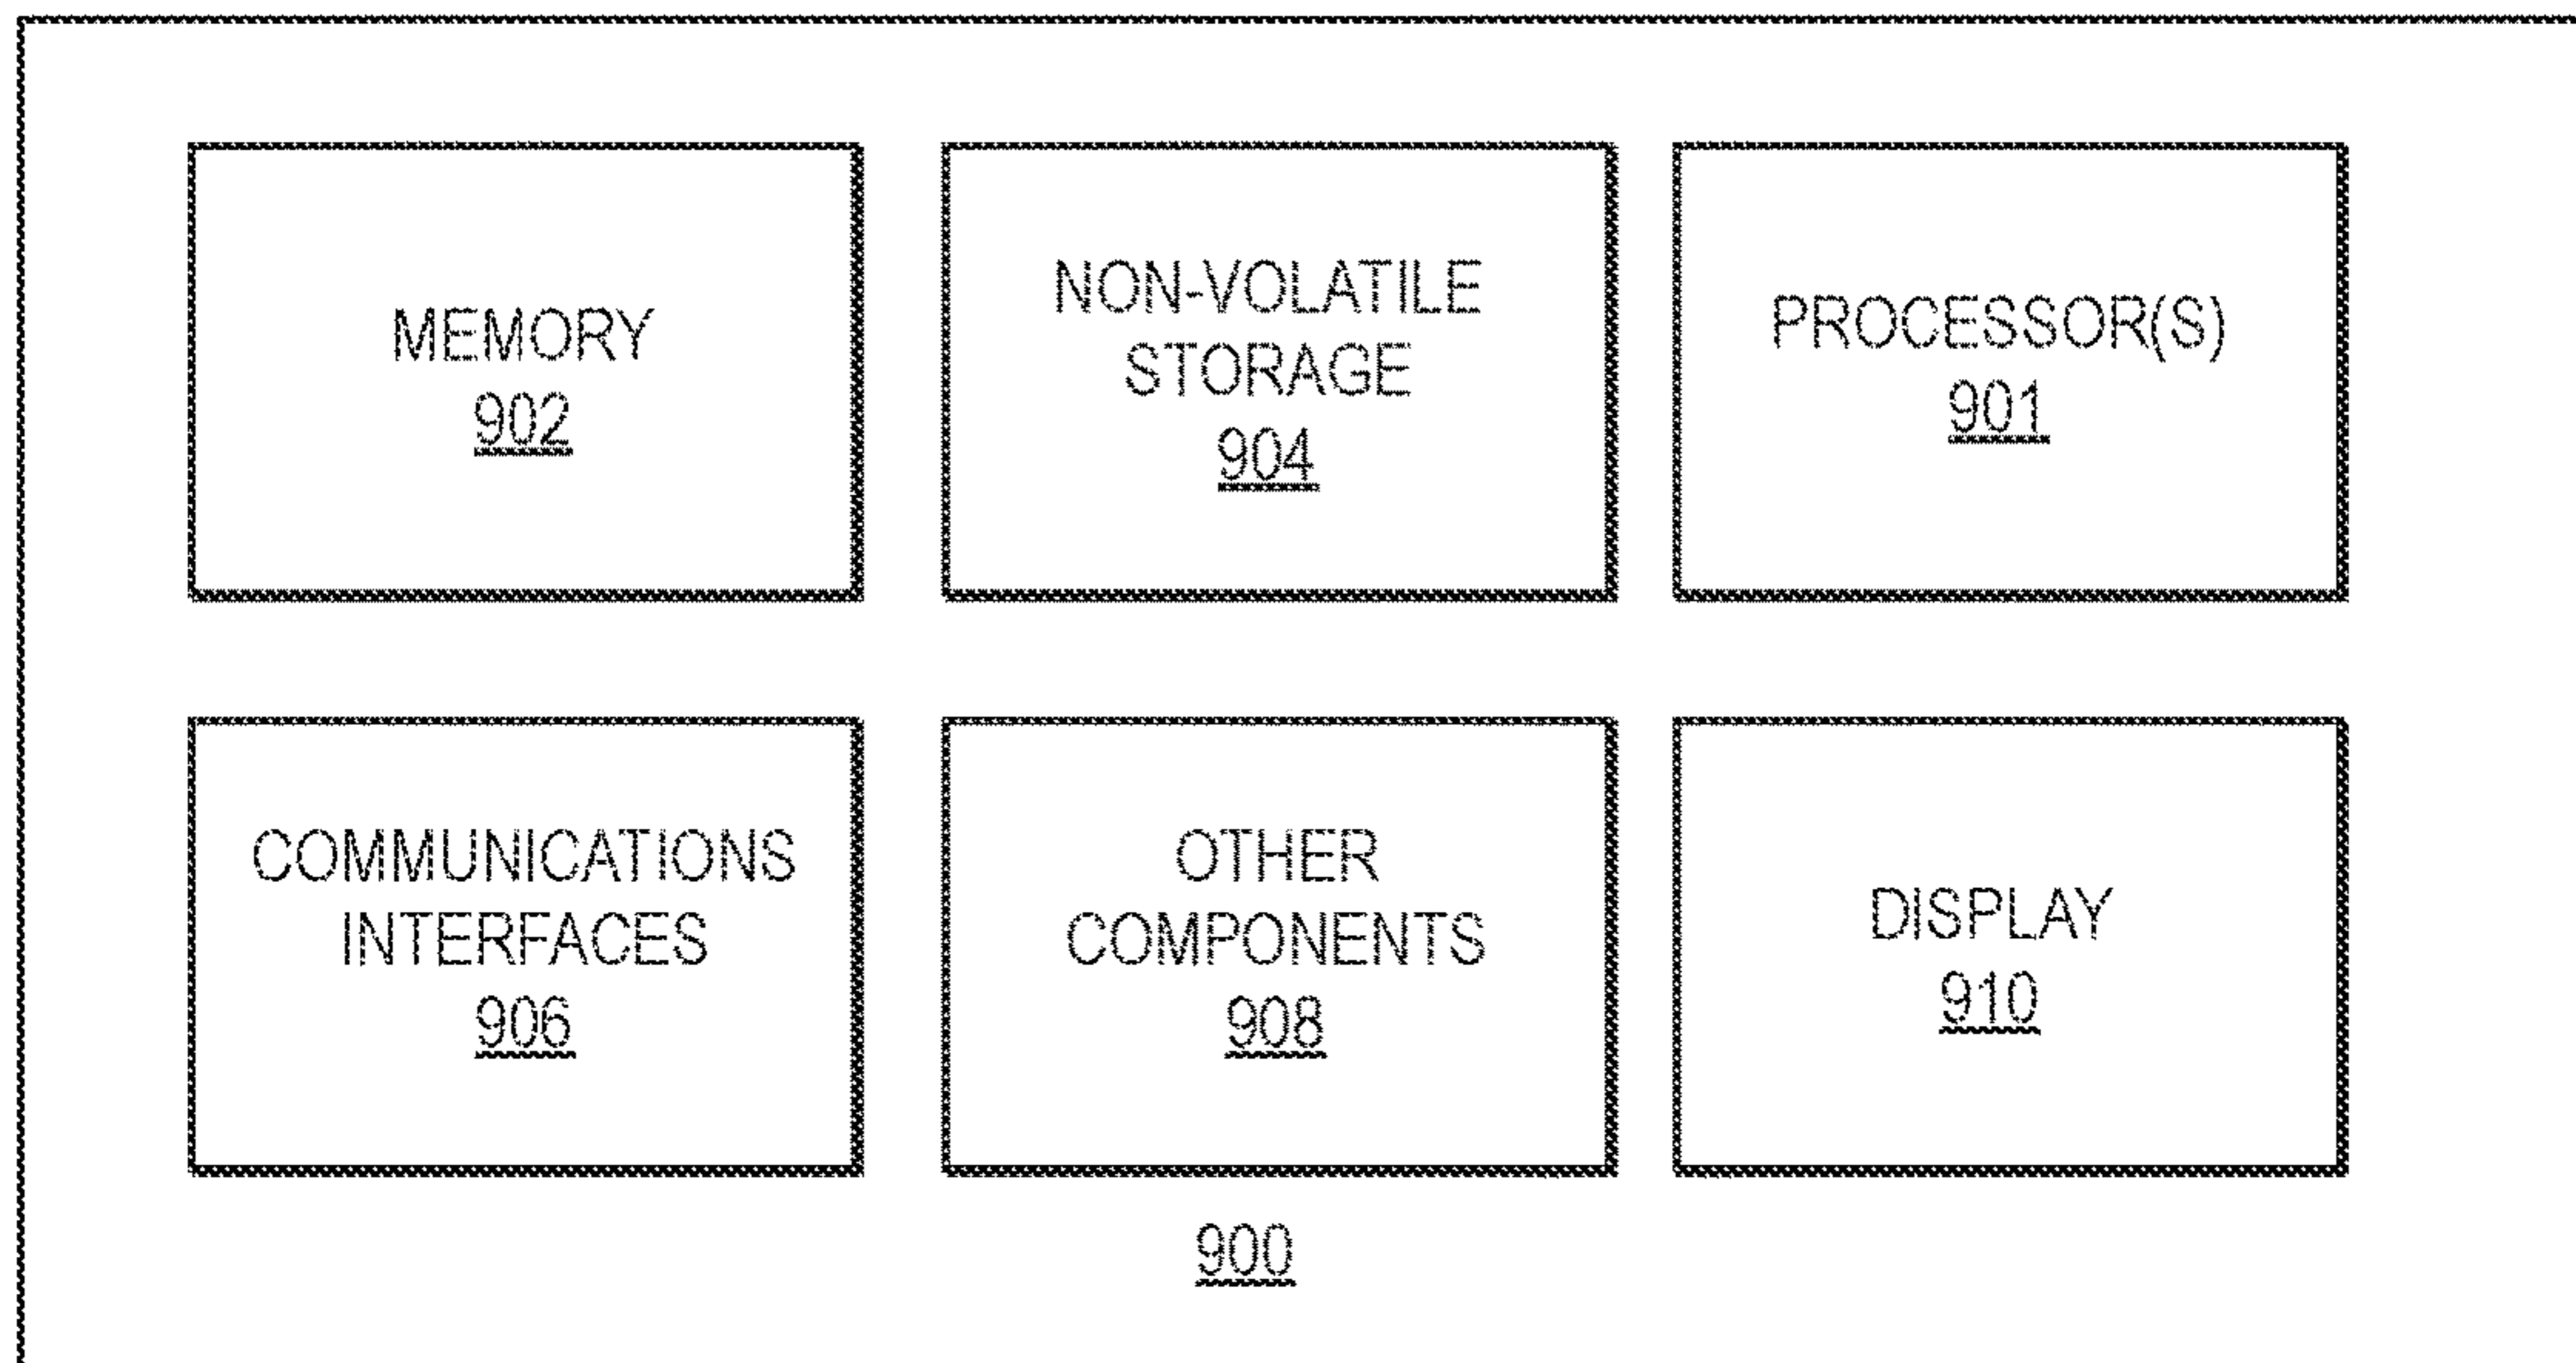 MEMORY
902
NON-VOLATILE
STORAGE
904
PROCESSOR(S)
901
COMMUNICATIONS
INTERFACES
906
OTHER
COMPONENTS
908
DISPLAY
910
900